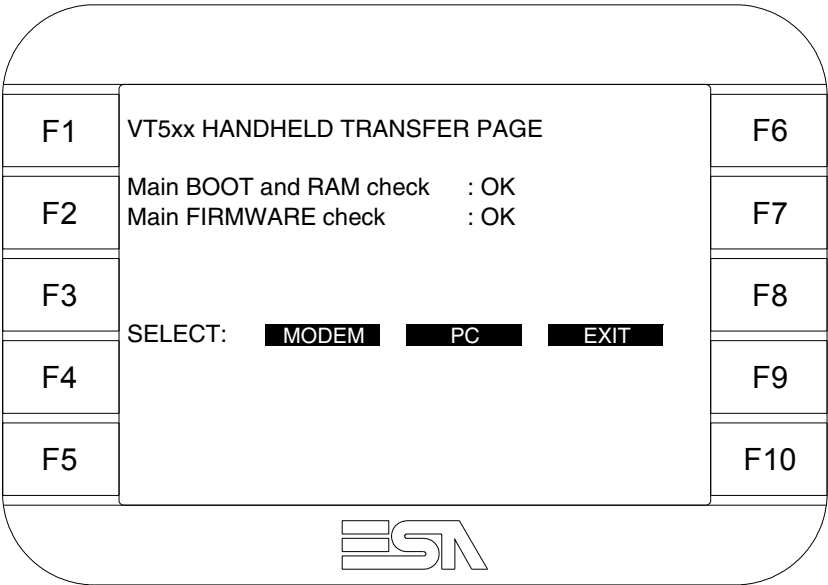 F1
F2
F3
F4
F5
VT5xx HANDHELD TRANSFER PAGE
Main BOOT and RAM check : OK
Main FIRMWARE check : OK
SELECT: MODEM PC EXIT
F6
F7
F8
F9
F10
ESA